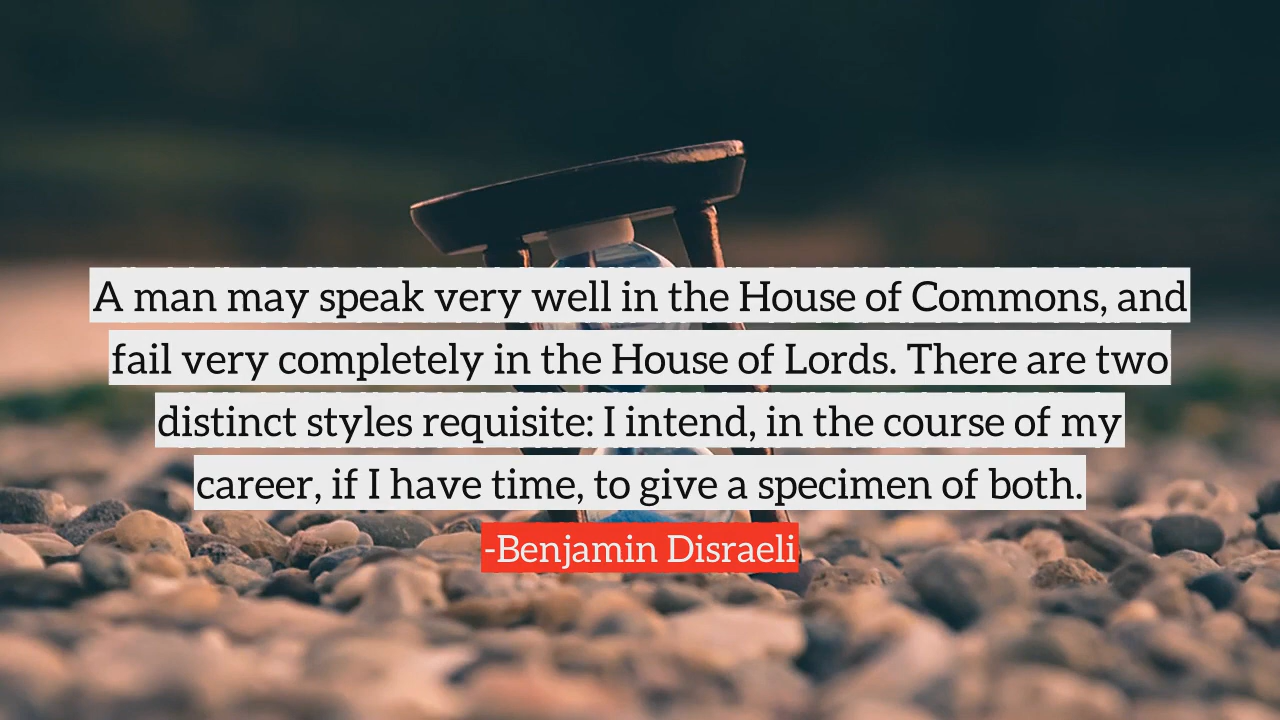 A man may speak very well in the House of Commons, and
fail very completely in the House of Lords. There are two
distinct styles requisite: I intend, in the course of my
career, if I have time, to give a specimen of both.
-Benjamin Disraeli